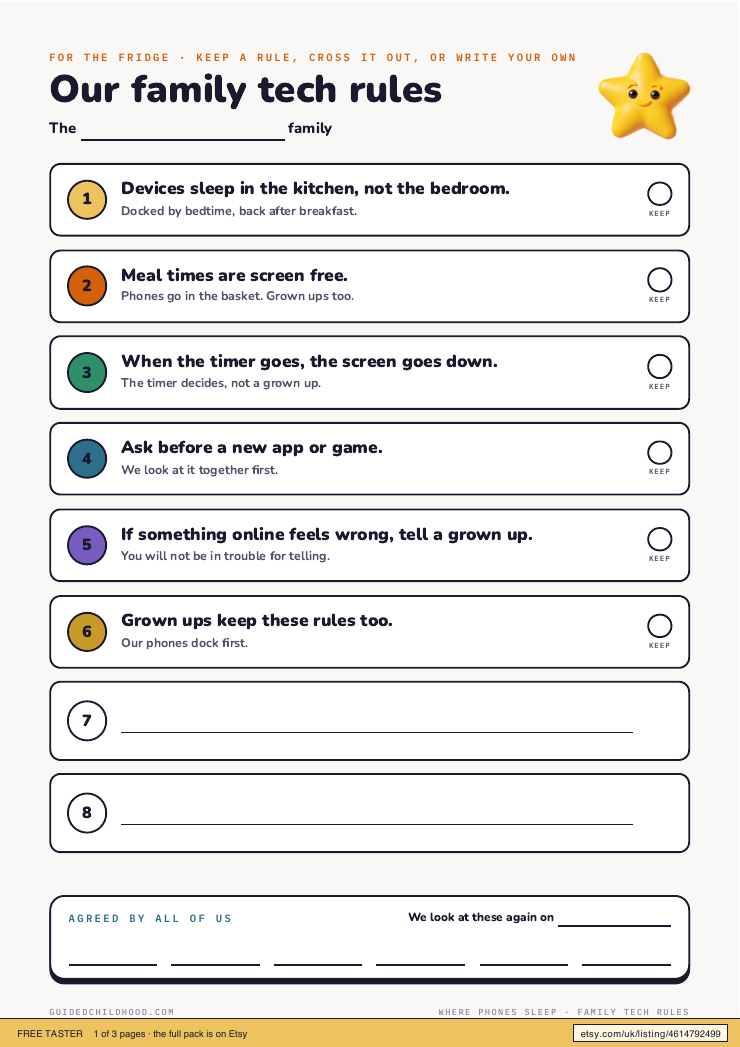 FOR THE FRIDGE · KEEP A RULE, CROSS IT OUT, OR WRITE YOUR OWN
Our family tech rules
The family
1
Devices sleep in the kitchen, not the bedroom.
Docked by bedtime, back after breakfast.
KEEP
2
Meal times are screen free.
Phones go in the basket. Grown ups too.
KEEP
3
When the timer goes, the screen goes down.
The timer decides, not a grown up.
KEEP
4
Ask before a new app or game.
We look at it together first.
KEEP
5
If something online feels wrong, tell a grown up.
You will not be in trouble for telling.
KEEP
6
Grown ups keep these rules too.
Our phones dock first.
KEEP
7
8
AGREED BY ALL OF US
We look at these again on
GUIDEDCHILDHOOD.COM
WHERE PHONES SLEEP · FAMILY TECH RULES
FREE TASTER 1 of 3 pages · the full pack is on Etsy
etsy.com/uk/listing/4614792499